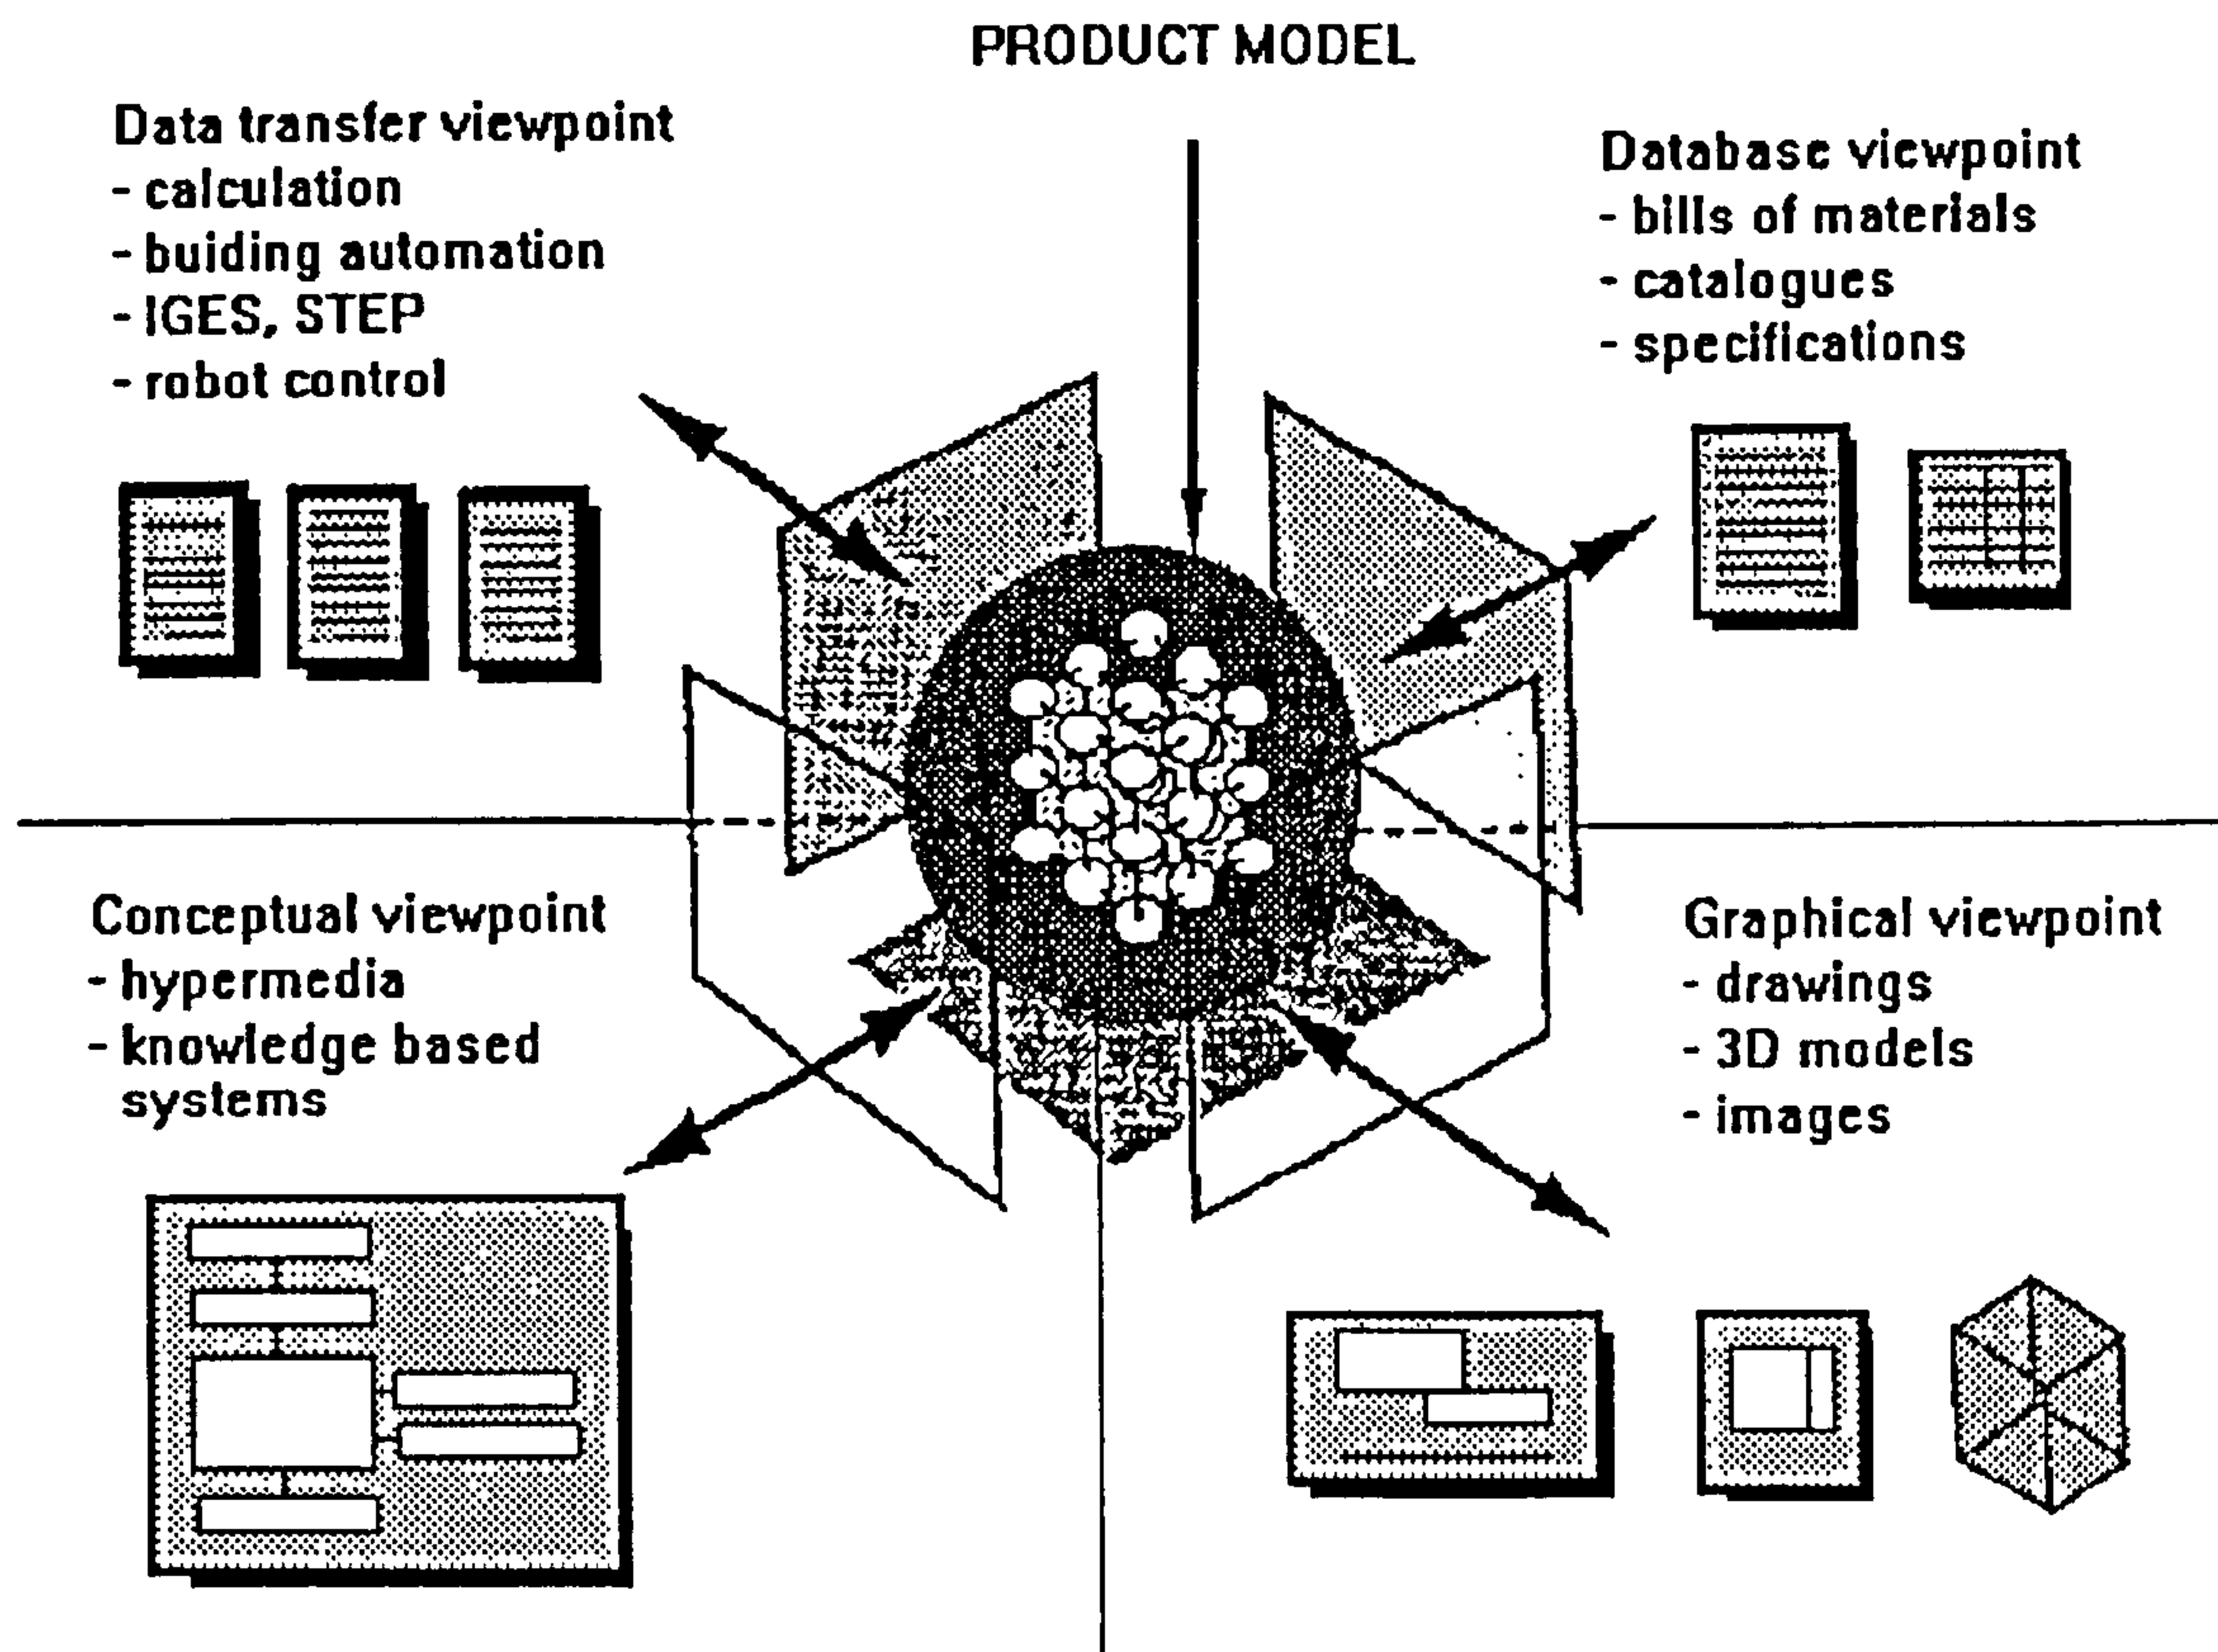 PRODUCT MODEL
Data transfer viewpoint
- calculation
- buiding automation
- IGES, STEP
- robot control
Database viewpoint
- bills of materials
- catalogues
- specifications
Conceptual viewpoint
- hypermedia
- knowledge based
systems
Graphical viewpoint
- drawings
- 3D models
- images